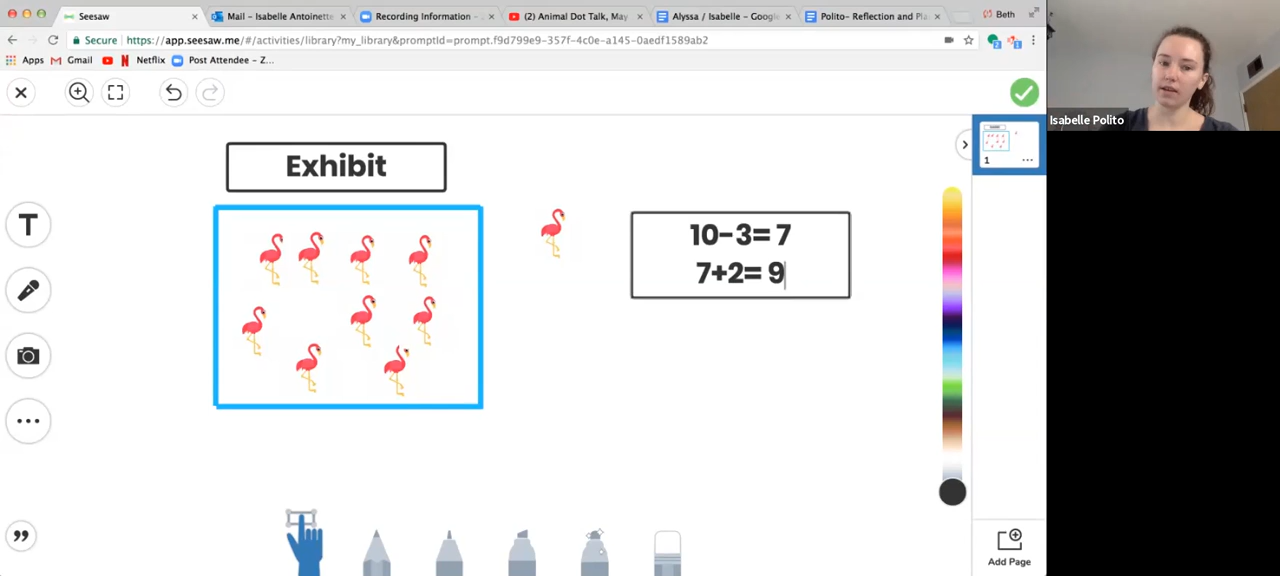 Seesaw
Mail - Isabelle Antoinette
Recording Information -
(2) Animal Dot Talk, May
Alyssa / Isabelle - Google
Polito- Reflection and Pla
Beth
Secure
https://app.seesaw.me/#/activities/library?my_library&promptId=prompt.f9d799e9-357f-4c0e-a145-0aedf1589ab2
Apps
Gmail
Netflix
Post Attendee - Z...
Isabelle Polito
Exhibit
10-3= 7
7+2= 9
T
1
Add Page